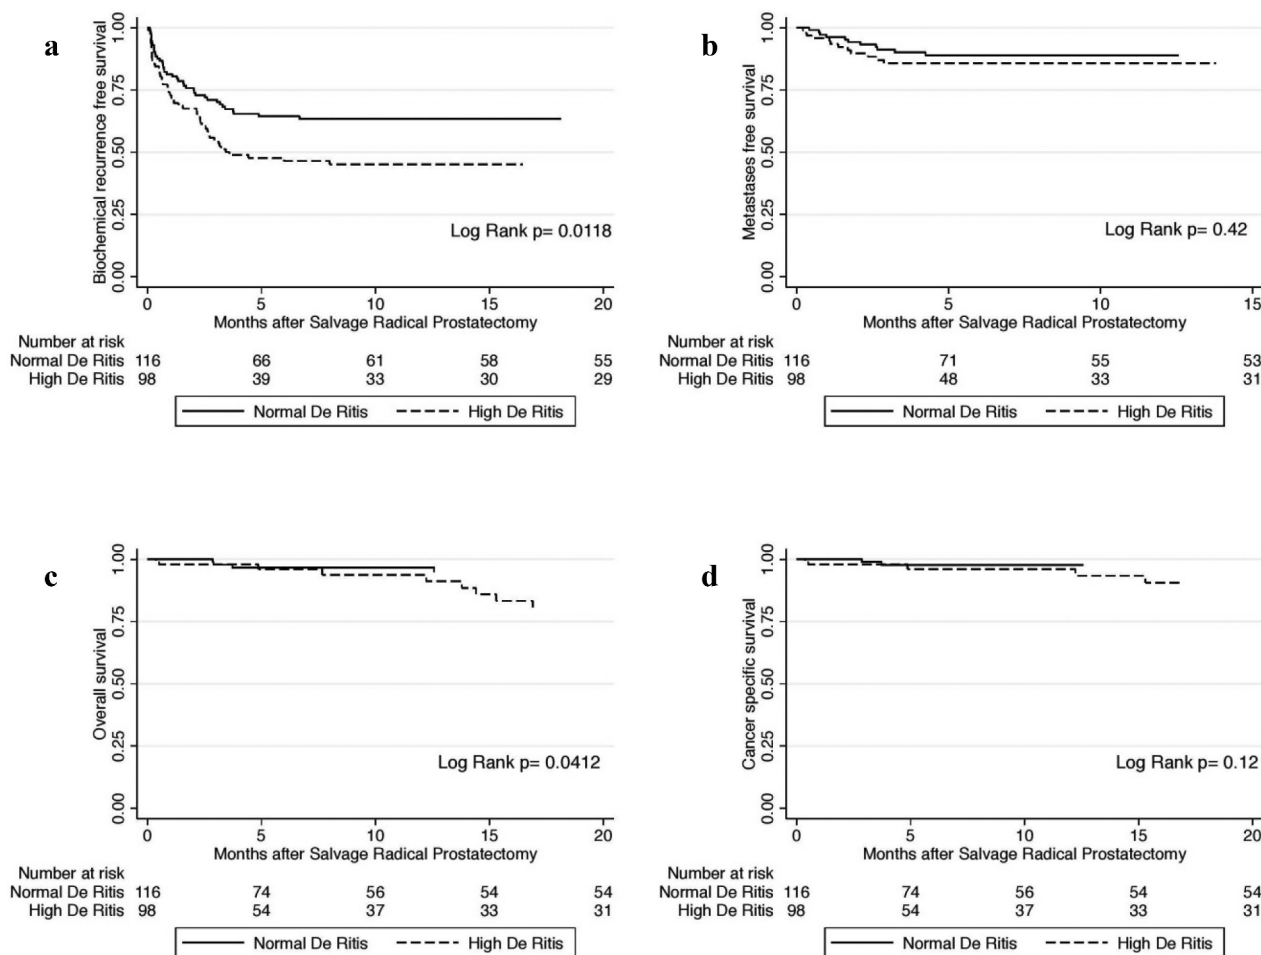 a
Biochemical recurrence free survival
1.00
0.75
0.50
0.25
0.00
Log Rank p= 0.0118
0 5 10 15 20
Months after Salvage Radical Prostatectomy
Number at risk
Normal De Ritis 116 66 61 58 55
High De Ritis 98 39 33 30 29
Normal De Ritis High De Ritis
b
Metastases free survival
1.00
0.75
0.50
0.25
0.00
Log Rank p= 0.42
0 5 10 15
Months after Salvage Radical Prostatectomy
Number at risk
Normal De Ritis 116 71 55 53
High De Ritis 98 48 33 31
Normal De Ritis High De Ritis
c
Overall survival
1.00
0.75
0.50
0.25
0.00
Log Rank p= 0.0412
0 5 10 15 20
Months after Salvage Radical Prostatectomy
Number at risk
Normal De Ritis 116 74 56 54 54
High De Ritis 98 54 37 33 31
Normal De Ritis High De Ritis
d
Cancer specific survival
1.00
0.75
0.50
0.25
0.00
Log Rank p= 0.12
0 5 10 15 20
Months after Salvage Radical Prostatectomy
Number at risk
Normal De Ritis 116 74 56 54 54
High De Ritis 98 54 37 33 31
Normal De Ritis High De Ritis